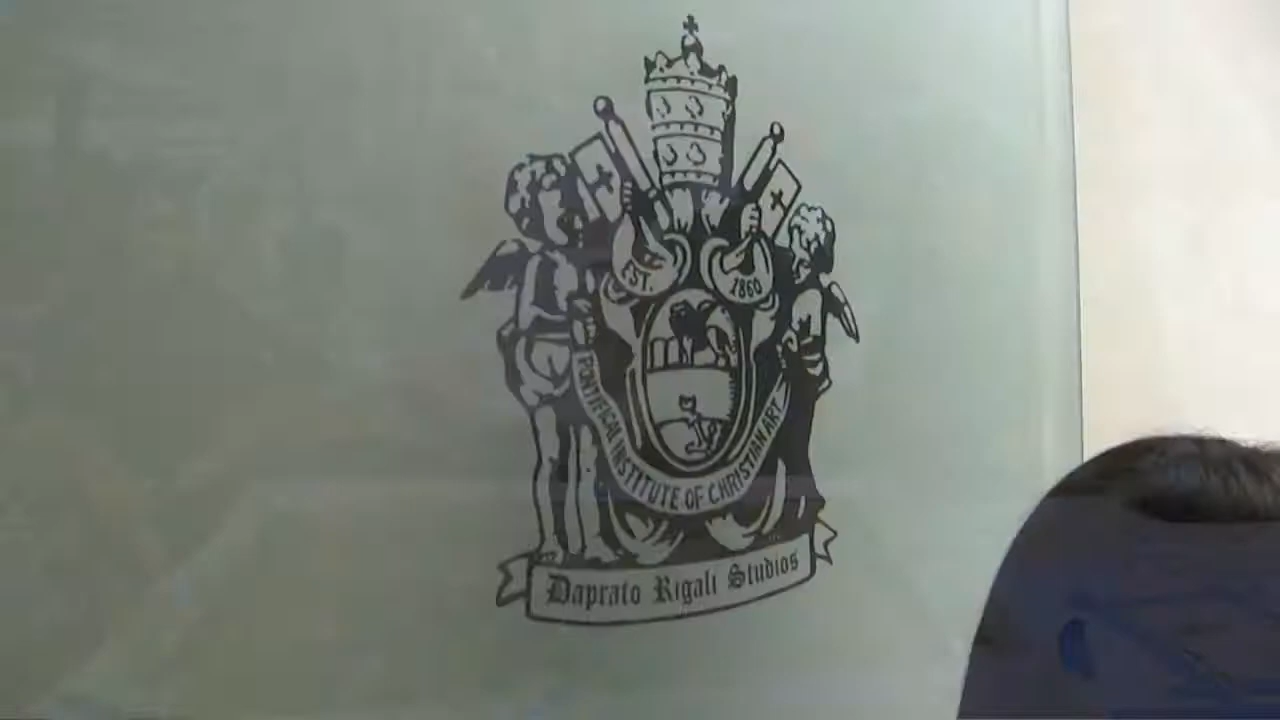 EST. 1860
PONTIFICAL INSTITUTE OF CHRISTIAN ART
Daprato Rigali Studios